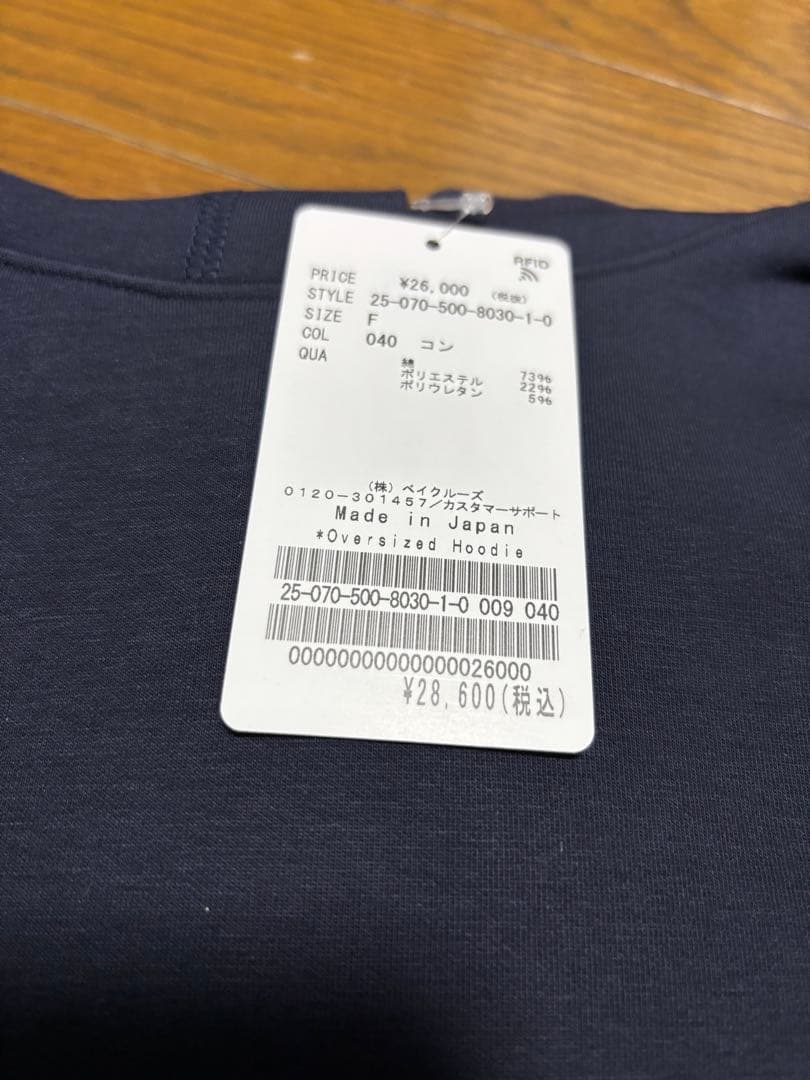 RFID
PRICE ¥26,000 (税抜)
STYLE 25-070-500-8030-1-0
SIZE F
COL 040 コン
QUA 綿 73%
ポリエステル 22%
ポリウレタン 5%
(株)ベイクルーズ
0120-301457/カスタマーサポート
Made in Japan
*Oversized Hoodie
25-070-500-8030-1-0 009 040
00000000000000026000
¥28,600(税込)